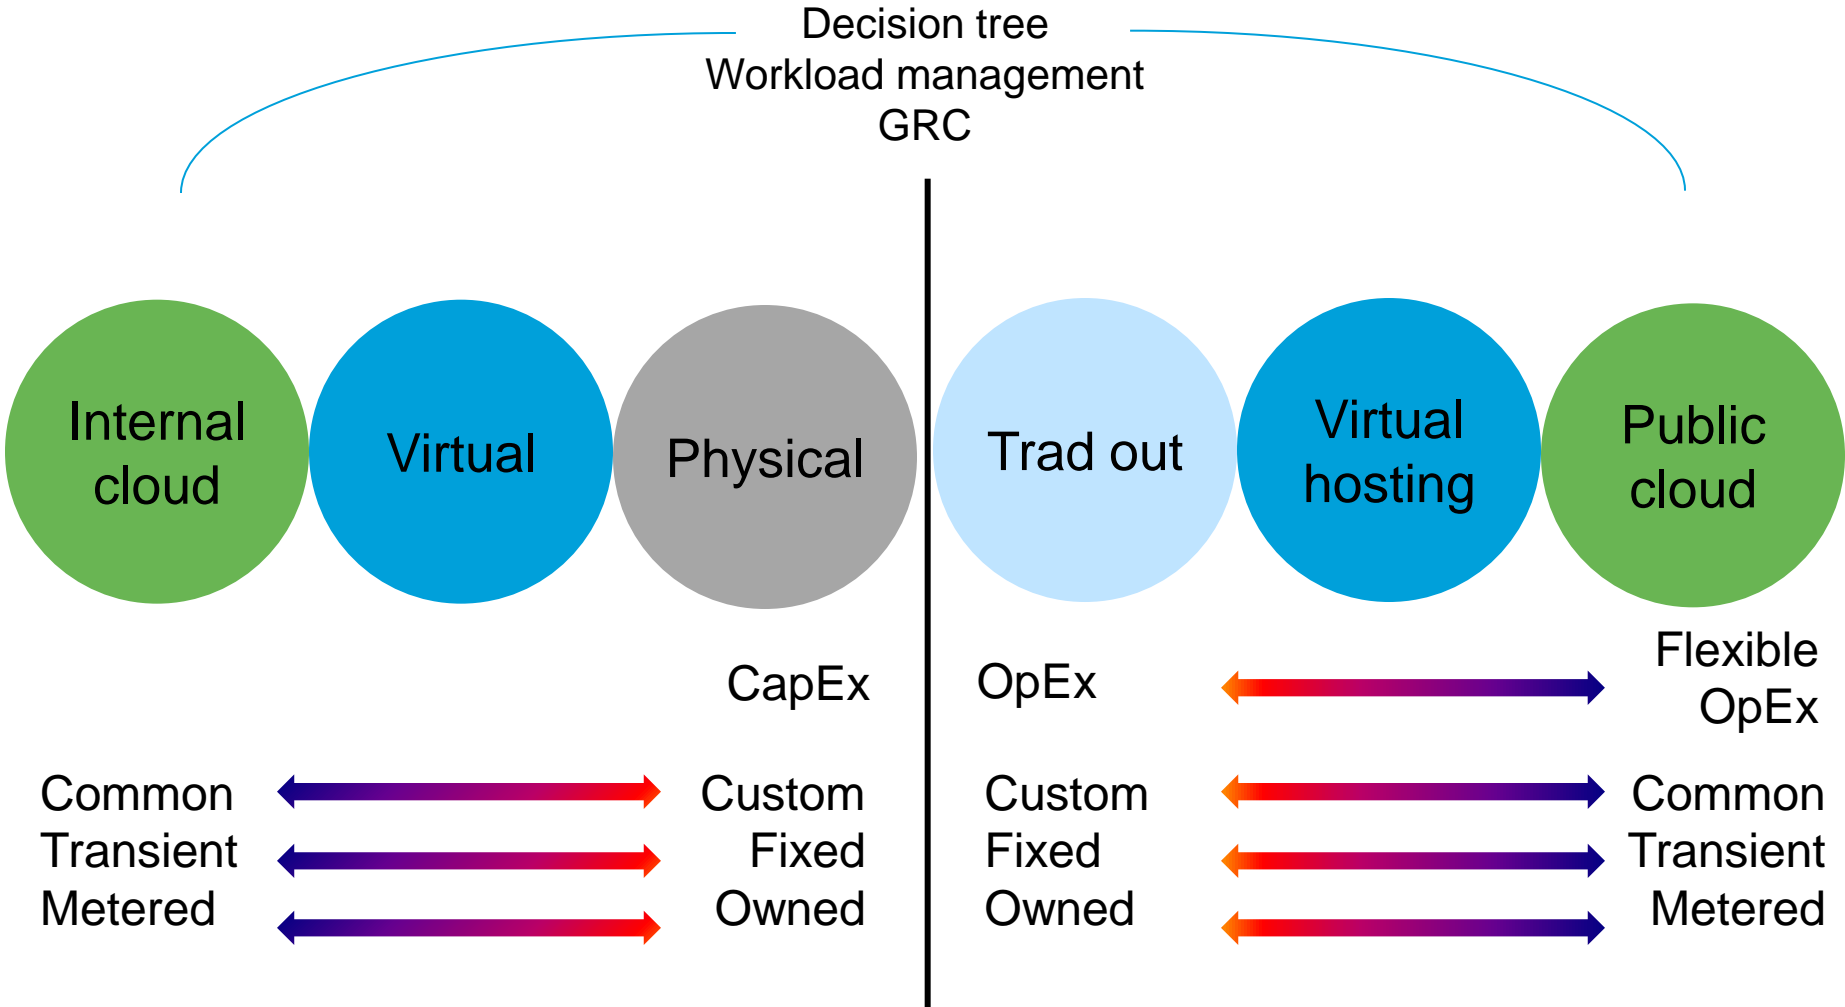 Decision tree
Workload management
GRC
Internal
cloud
Virtual
Physical
Trad out
Virtual
hosting
Public
cloud
CapEx
OpEx
Flexible
OpEx
Common
Transient
Metered
Custom
Fixed
Owned
Custom
Fixed
Owned
Common
Transient
Metered